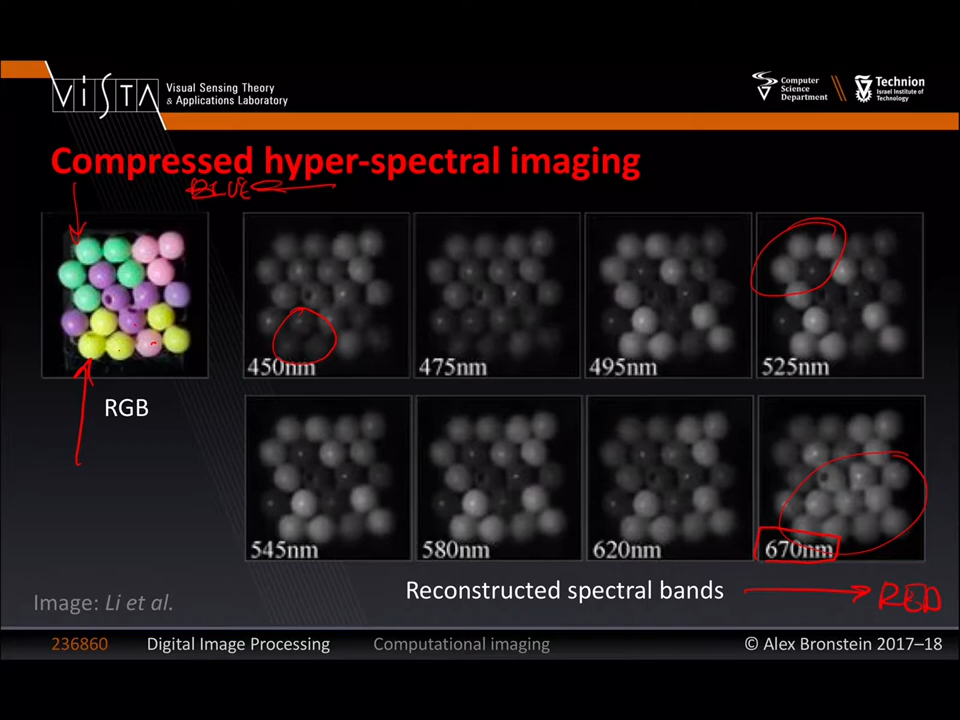 VISTA
Visual Sensing Theory
& Applications Laboratory
Computer
Science
Department
Technion
Israel Institute of
Technology
Compressed hyper-spectral imaging
BLUE
450nm
475nm
495nm
525nm
RGB
545nm
580nm
620nm
670nm
Reconstructed spectral bands
RED
Image: Li et al.
236860 Digital Image Processing Computational imaging © Alex Bronstein 2017–18